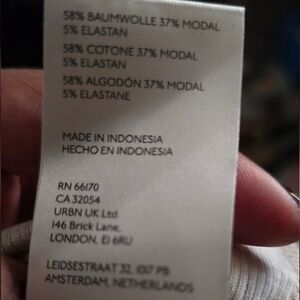 58% BAUMWOLLE 37% MODAL
5% ELASTAN
58% COTONE 37% MODAL
5% ELASTAN
58% ALGODÓN 37% MODAL
5% ELASTANE
MADE IN INDONESIA
HECHO EN INDONESIA
RN 66170
CA 32054
URBN UK Ltd
146 Brick Lane,
LONDON, E1 6RU
LEIDSESTRAAT 32, 1017 PB
AMSTERDAM, NETHERLANDS